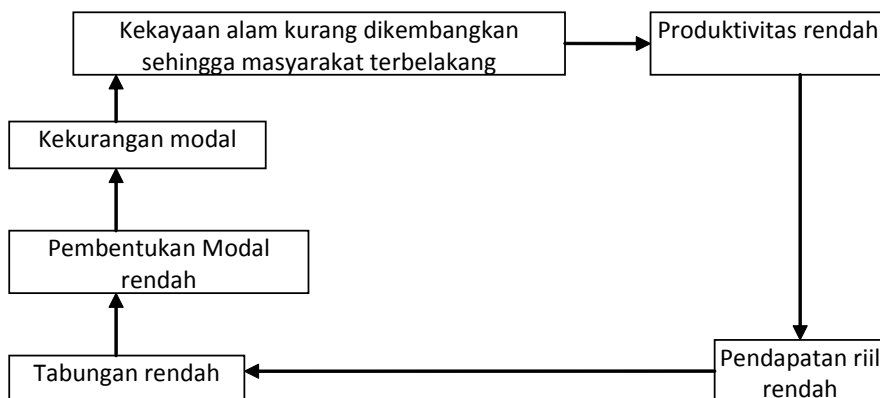 Kekayaan alam kurang dikembangkan
sehingga masyarakat terbelakang
Produktivitas rendah
Kekurangan modal
Pembentukan Modal
rendah
Tabungan rendah
Pendapatan riil
rendah